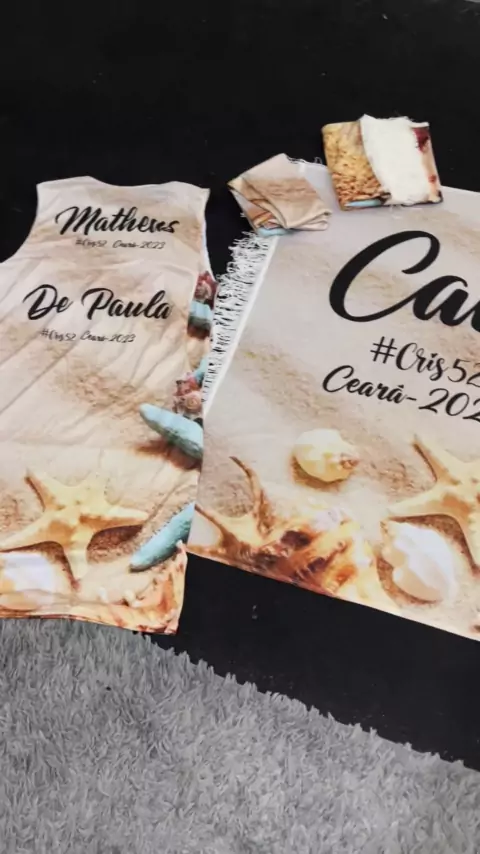 Matheus
#Cris52 Ceará-2023
De Paula
#Cris52 Ceará-2023
Ca
#Cris52
Ceará-202